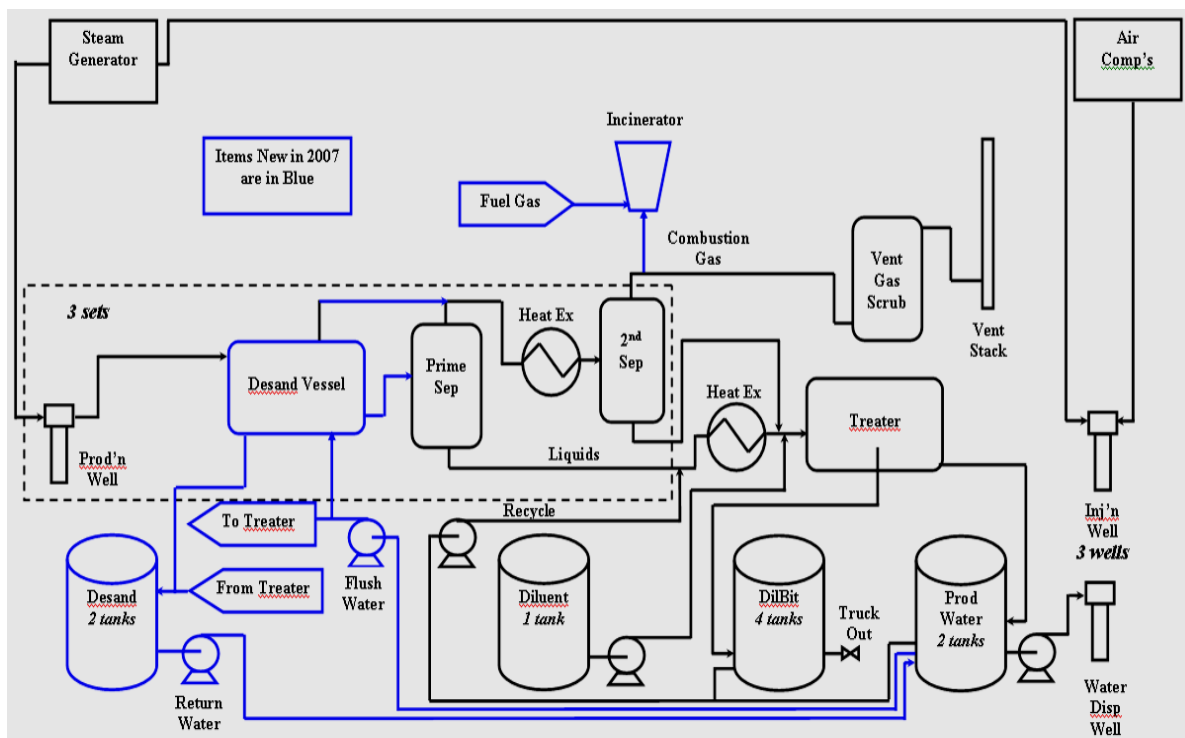 Steam
Generator
Air
Comp's
Incinerator
Items New in 2007
are in Blue
Fuel Gas
Combustion
Gas
Vent
Gas
Scrub
Vent
Stack
3 sets
Heat Ex
2nd
Sep
Prime
Sep
Desand Vessel
Heat Ex
Treater
Prod'n
Well
Liquids
Inj'n
Well
3 wells
To Treater
Recycle
Flush
Water
From Treater
Desand
2 tanks
Diluent
1 tank
DilBit
4 tanks
Truck
Out
Prod
Water
2 tanks
Return
Water
Water
Disp
Well